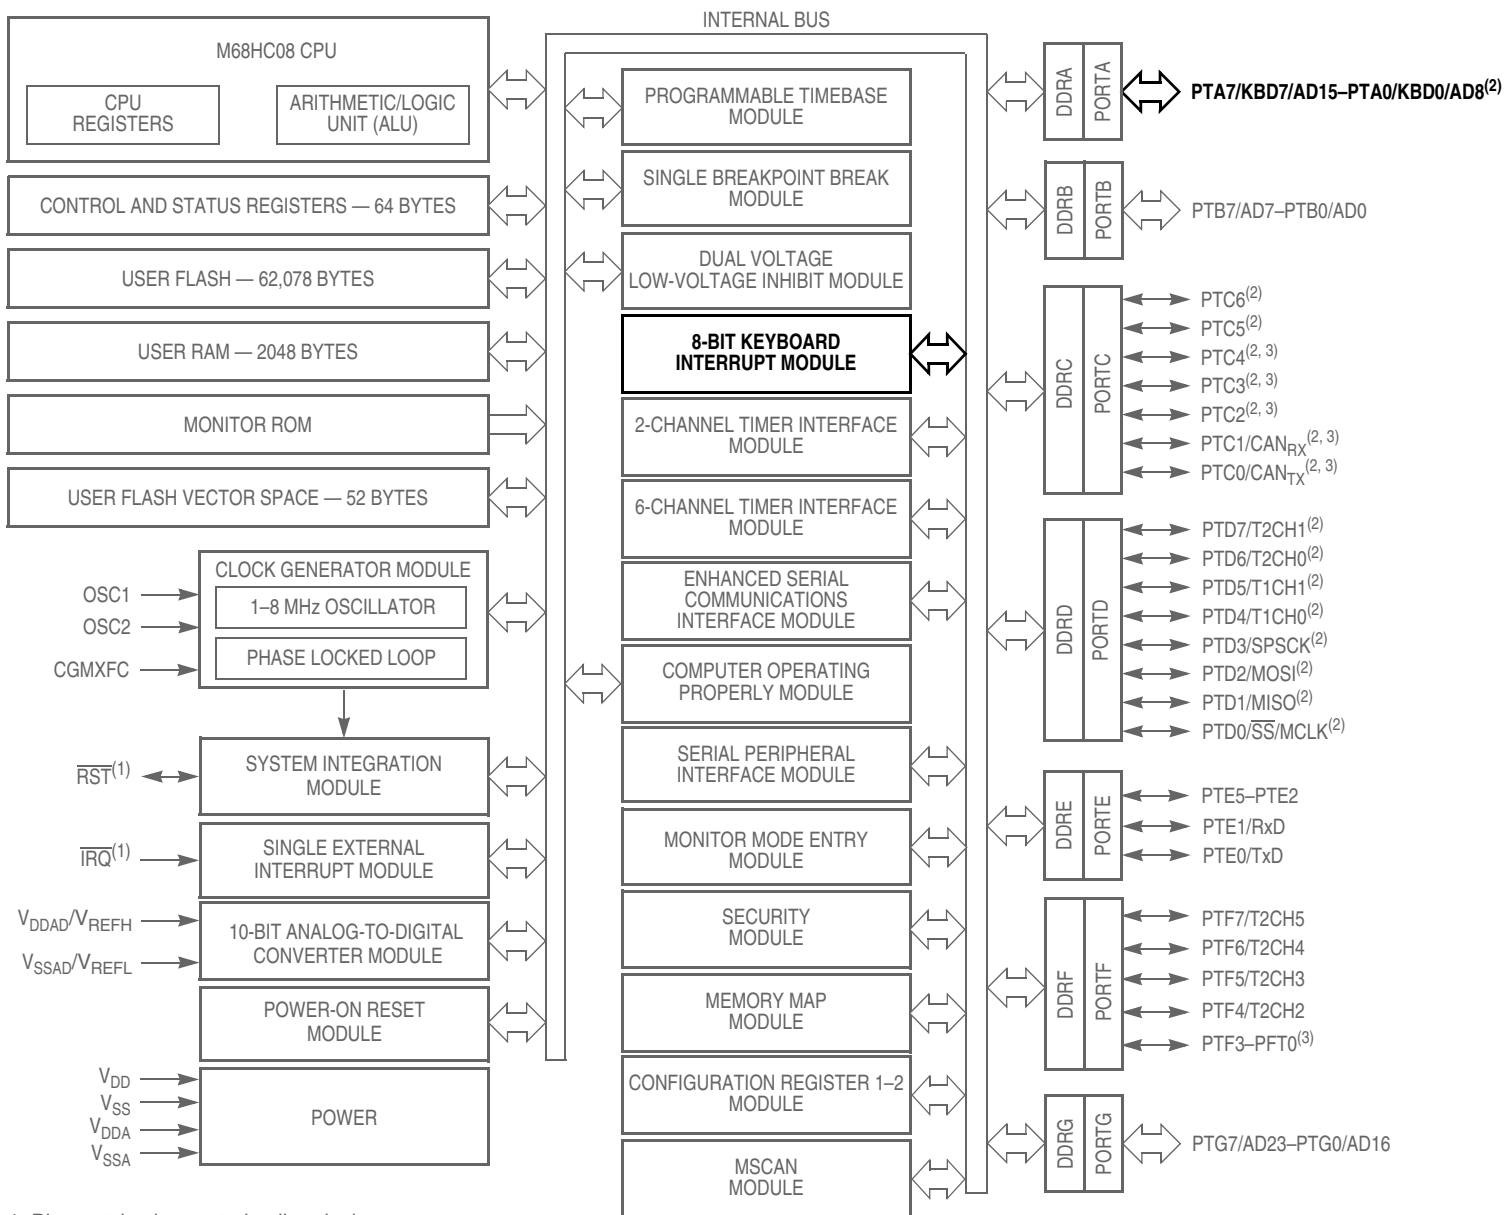 INTERNAL BUS
M68HC08 CPU
CPU
REGISTERS
ARITHMETIC/LOGIC
UNIT (ALU)
CONTROL AND STATUS REGISTERS — 64 BYTES
USER FLASH — 62,078 BYTES
USER RAM — 2048 BYTES
MONITOR ROM
USER FLASH VECTOR SPACE — 52 BYTES
CLOCK GENERATOR MODULE
1–8 MHz OSCILLATOR
PHASE LOCKED LOOP
OSC1
OSC2
CGMXFC
SYSTEM INTEGRATION
MODULE
RST(1)
SINGLE EXTERNAL
INTERRUPT MODULE
IRQ(1)
10-BIT ANALOG-TO-DIGITAL
CONVERTER MODULE
VDDAD/VREFH
VSSAD/VREFL
POWER-ON RESET
MODULE
POWER
VDD
VSS
VDDA
VSSA
PROGRAMMABLE TIMEBASE
MODULE
SINGLE BREAKPOINT BREAK
MODULE
DUAL VOLTAGE
LOW-VOLTAGE INHIBIT MODULE
8-BIT KEYBOARD
INTERRUPT MODULE
2-CHANNEL TIMER INTERFACE
MODULE
6-CHANNEL TIMER INTERFACE
MODULE
ENHANCED SERIAL
COMMUNICATIONS
INTERFACE MODULE
COMPUTER OPERATING
PROPERLY MODULE
SERIAL PERIPHERAL
INTERFACE MODULE
MONITOR MODE ENTRY
MODULE
SECURITY
MODULE
MEMORY MAP
MODULE
CONFIGURATION REGISTER 1–2
MODULE
MSCAN
MODULE
DDRA
PORTA
PTA7/KBD7/AD15–PTA0/KBD0/AD8(2)
DDRB
PORTB
PTB7/AD7–PTB0/AD0
DDRC
PORTC
PTC6(2)
PTC5(2)
PTC4(2, 3)
PTC3(2, 3)
PTC2(2, 3)
PTC1/CANRX(2, 3)
PTC0/CANTX(2, 3)
DDRD
PORTD
PTD7/T2CH1(2)
PTD6/T2CH0(2)
PTD5/T1CH1(2)
PTD4/T1CH0(2)
PTD3/SPSCK(2)
PTD2/MOSI(2)
PTD1/MISO(2)
PTD0/SS/MCLK(2)
DDRE
PORTE
PTE5–PTE2
PTE1/RxD
PTE0/TxD
DDRF
PORTF
PTF7/T2CH5
PTF6/T2CH4
PTF5/T2CH3
PTF4/T2CH2
PTF3–PFT0(3)
DDRG
PORTG
PTG7/AD23–PTG0/AD16